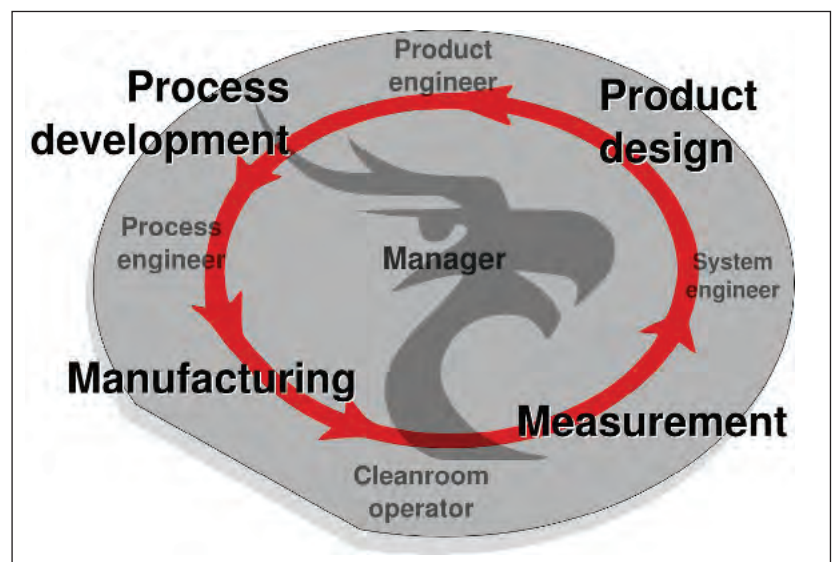 Product
engineer
Process
development
Product
design
Process
engineer
Manager
System
engineer
Manufacturing
Measurement
Cleanroom
operator